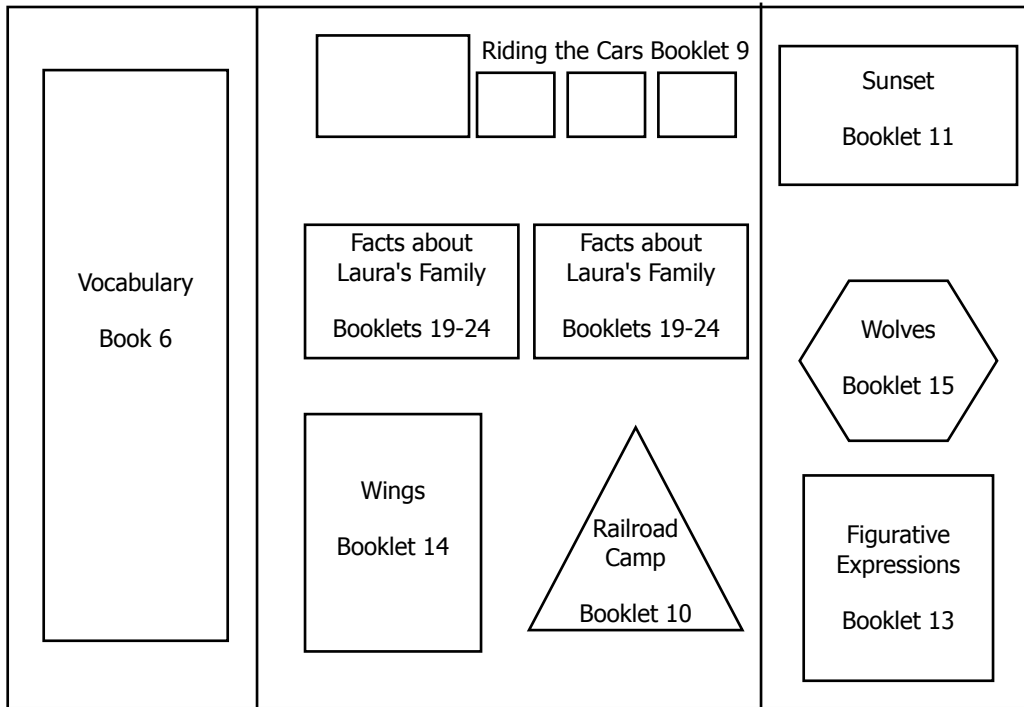 Vocabulary
Book 6
Riding the Cars Booklet 9
Facts about
Laura's Family
Booklets 19-24
Facts about
Laura's Family
Booklets 19-24
Wings
Booklet 14
Railroad
Camp
Booklet 10
Sunset
Booklet 11
Wolves
Booklet 15
Figurative
Expressions
Booklet 13